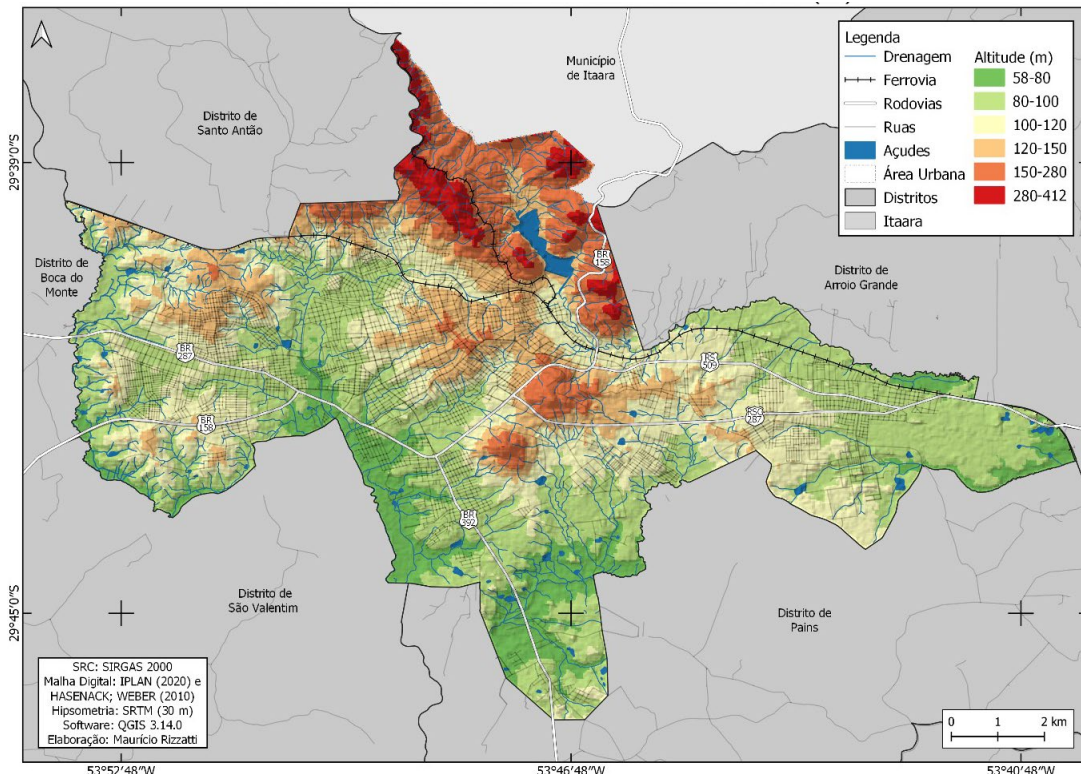 Legenda
Drenagem
Ferrovia
Rodovias
Ruas
Açudes
Área Urbana
Distritos
Itaara
Altitude (m)
58-80
80-100
100-120
120-150
150-280
280-412
Município
de Itaara
Distrito de
Santo Antão
29°39'0"S
Distrito de
Boca do
Monte
BR
158
Distrito de
Arroio Grande
BR
287
509
287
BR
158
BR
392
29°45'0"S
Distrito de
São Valentim
Distrito de
Pains
SRC: SIRGAS 2000
Malha Digital: IPLAN (2020) e
HASENACK; WEBER (2010)
Hipsometria: SRTM (30 m)
Software: QGIS 3.14.0
Elaboração: Maurício Rizzatti
0 1 2 km
53°52'48"W
53°46'48"W
53°40'48"W